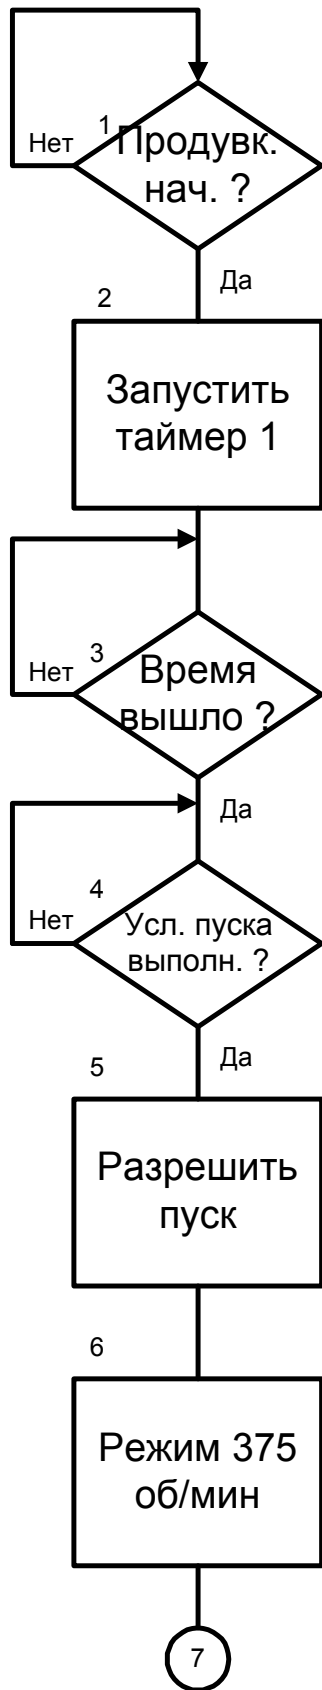 1
Нет
Продувк.
нач. ?
Да
2
Запустить
таймер 1
3
Нет
Время
вышло ?
Да
4
Нет
Усл. пуска
выполн. ?
Да
5
Разрешить
пуск
6
Режим 375
об/мин
7